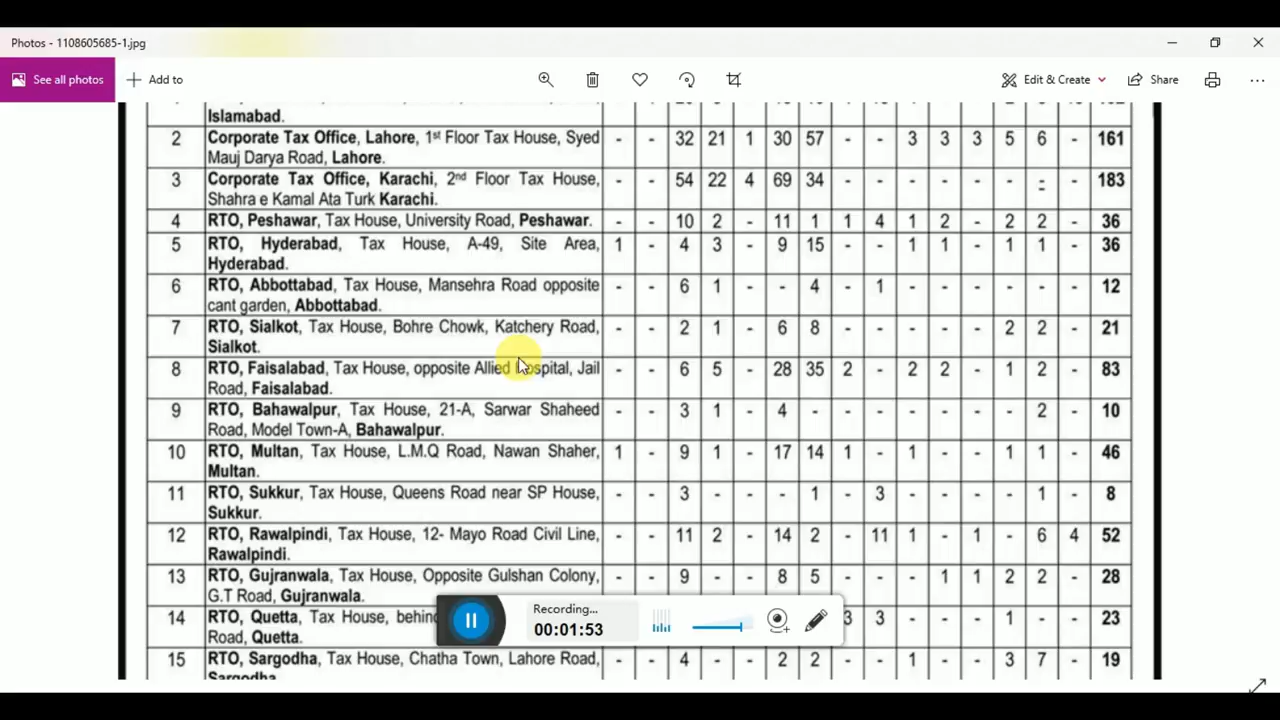 Photos - 1108605685-1.jpg
See all photos
Add to
Edit & Create
Share
Islamabad.
2 Corporate Tax Office, Lahore, 1st Floor Tax House, Syed - - 32 21 1 30 57 - - 3 3 3 5 6 - 161
Mauj Darya Road, Lahore.
3 Corporate Tax Office, Karachi, 2nd Floor Tax House, - - 54 22 4 69 34 - - - - - - - - 183
Shahra e Kamal Ata Turk Karachi.
4 RTO, Peshawar, Tax House, University Road, Peshawar. - - 10 2 - 11 1 1 4 1 2 - 2 2 - 36
5 RTO, Hyderabad, Tax House, A-49, Site Area, 1 - 4 3 - 9 15 - - 1 1 - 1 1 - 36
Hyderabad.
6 RTO, Abbottabad, Tax House, Mansehra Road opposite - - 6 1 - - 4 - 1 - - - - - - 12
cant garden, Abbottabad.
7 RTO, Sialkot, Tax House, Bohre Chowk, Katchery Road, - - 2 1 - 6 8 - - - - - 2 2 - 21
Sialkot.
8 RTO, Faisalabad, Tax House, opposite Allied Hospital, Jail - - 6 5 - 28 35 2 - 2 2 - 1 2 - 83
Road, Faisalabad.
9 RTO, Bahawalpur, Tax House, 21-A, Sarwar Shaheed - - 3 1 - 4 - - - - - - - 2 - 10
Road, Model Town-A, Bahawalpur.
10 RTO, Multan, Tax House, L.M.Q Road, Nawan Shaher, 1 - 9 1 - 17 14 1 - 1 - - 1 1 - 46
Multan.
11 RTO, Sukkur, Tax House, Queens Road near SP House, - - 3 - - - 1 - 3 - - - - 1 - 8
Sukkur.
12 RTO, Rawalpindi, Tax House, 12- Mayo Road Civil Line, - - 11 2 - 14 2 - 11 1 - 1 - 6 4 52
Rawalpindi.
13 RTO, Gujranwala, Tax House, Opposite Gulshan Colony, - - 9 - - 8 5 - - - 1 1 2 2 - 28
G.T Road, Gujranwala.
14 RTO, Quetta, Tax House, behind 3 3 - - - 1 - - 23
Road, Quetta.
15 RTO, Sargodha, Tax House, Chatha Town, Lahore Road, - - 4 - - 2 2 - - 1 - - 3 7 - 19
Sargodha.
Recording...
00:01:53